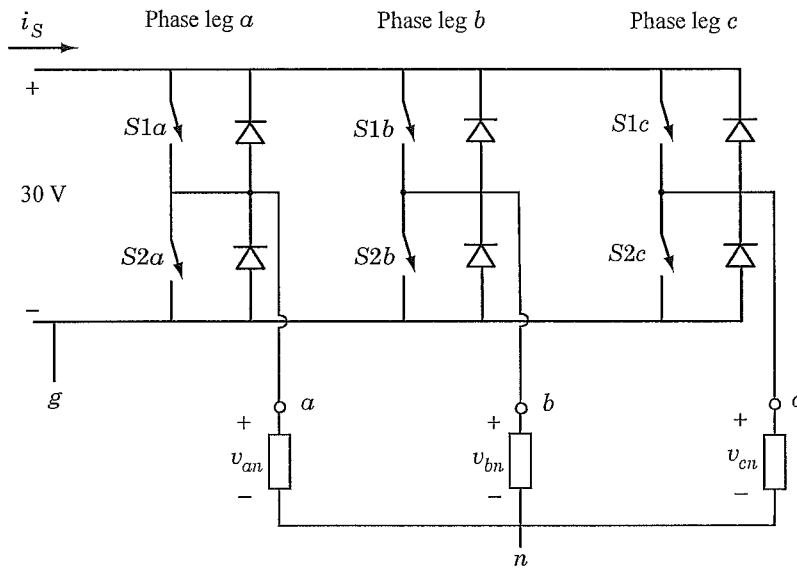 i_S
Phase leg a
Phase leg b
Phase leg c
+
S1a
S1b
S1c
30 V
S2a
S2b
S2c
−
g
a
b
c
+
+
+
v_an
v_bn
v_cn
−
−
−
n